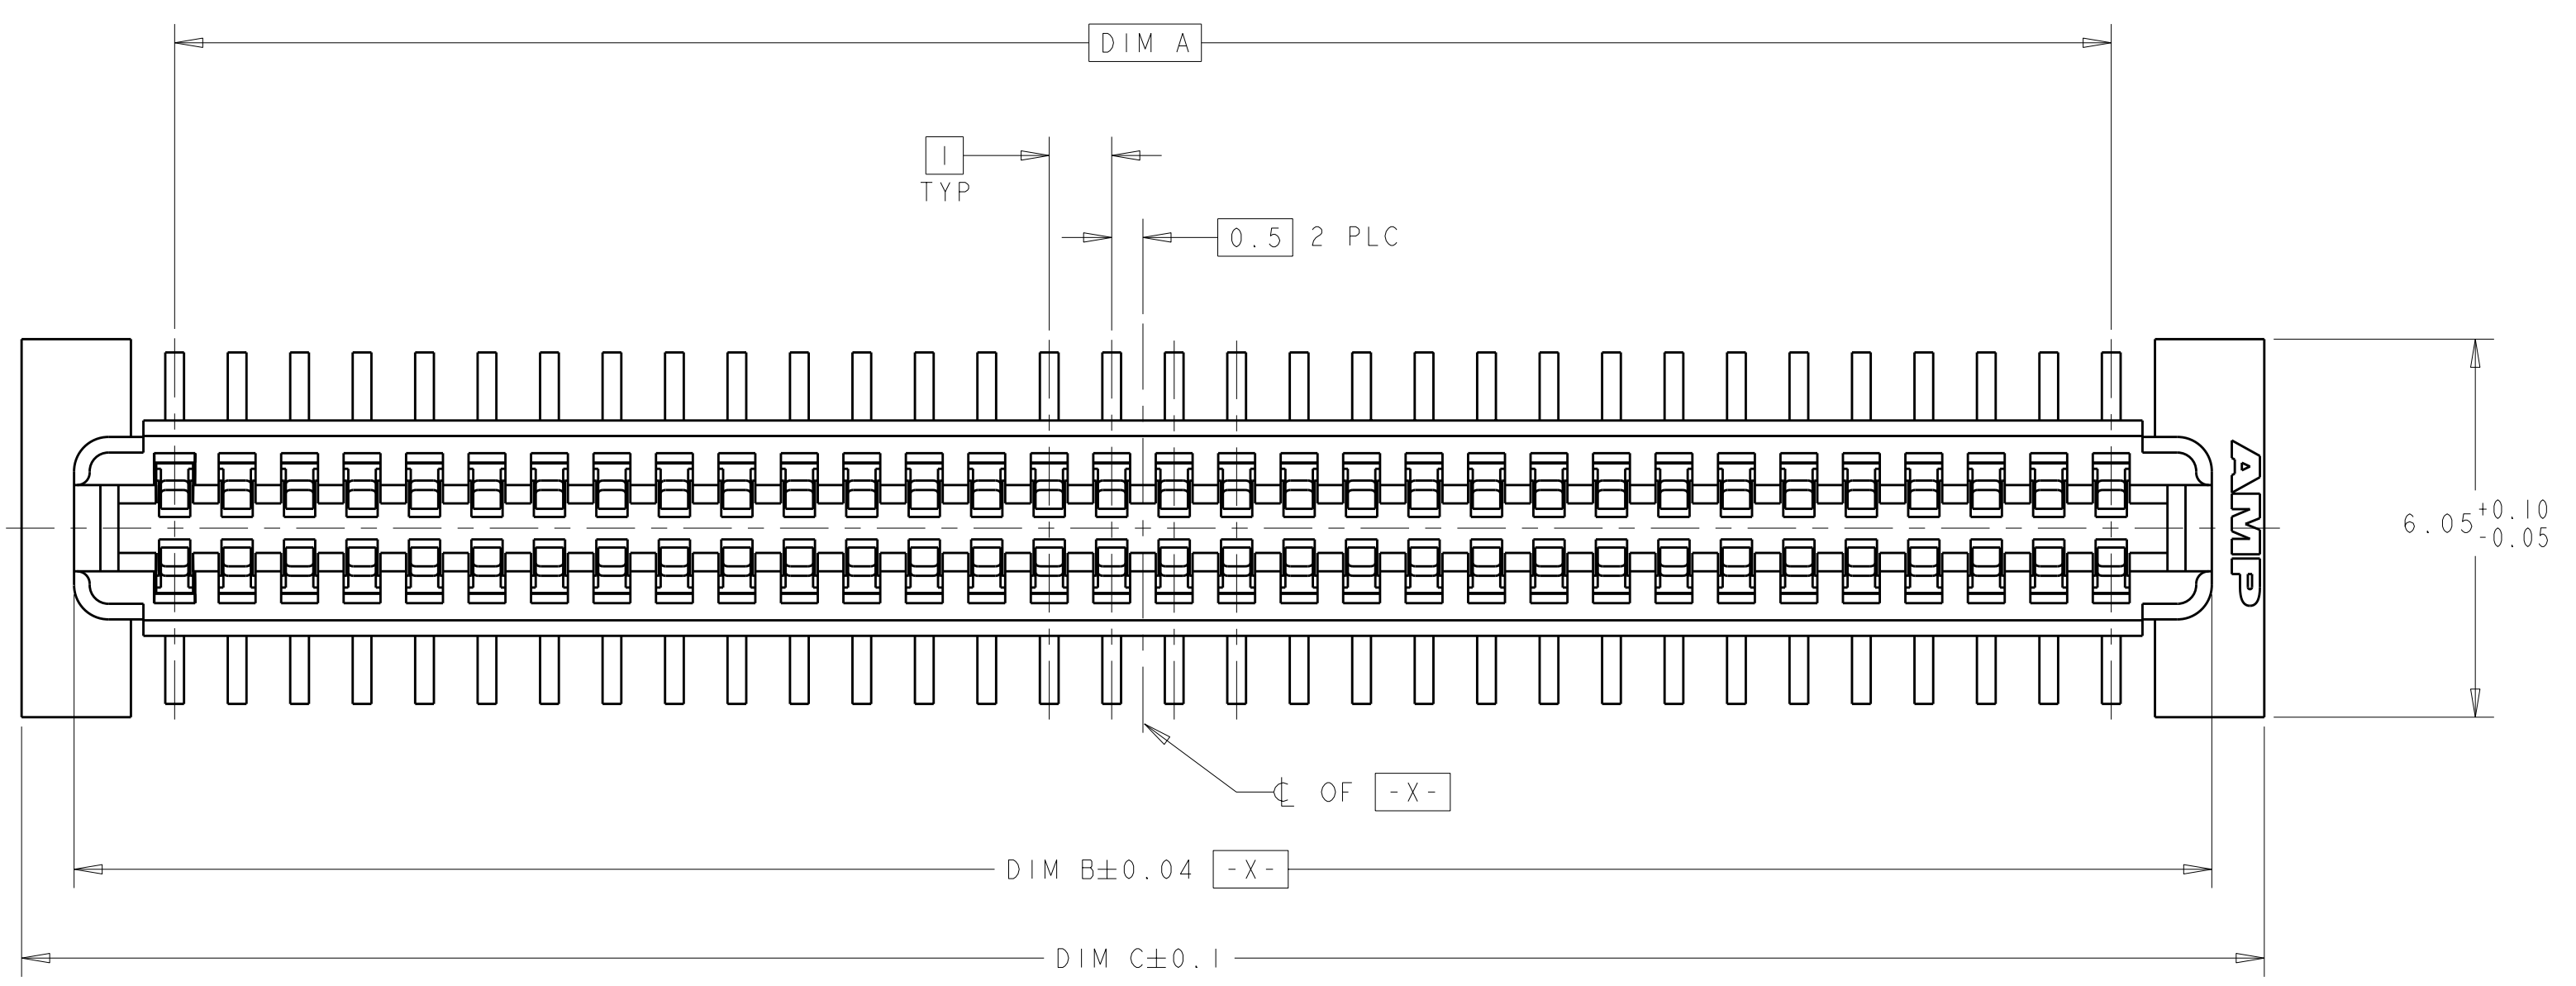 DIM A
1
TYP
0.5 2 PLC
AMP
6.05 +0.10
-0.05
℄ OF -X-
DIM B±0.04 -X-
DIM C±0.1